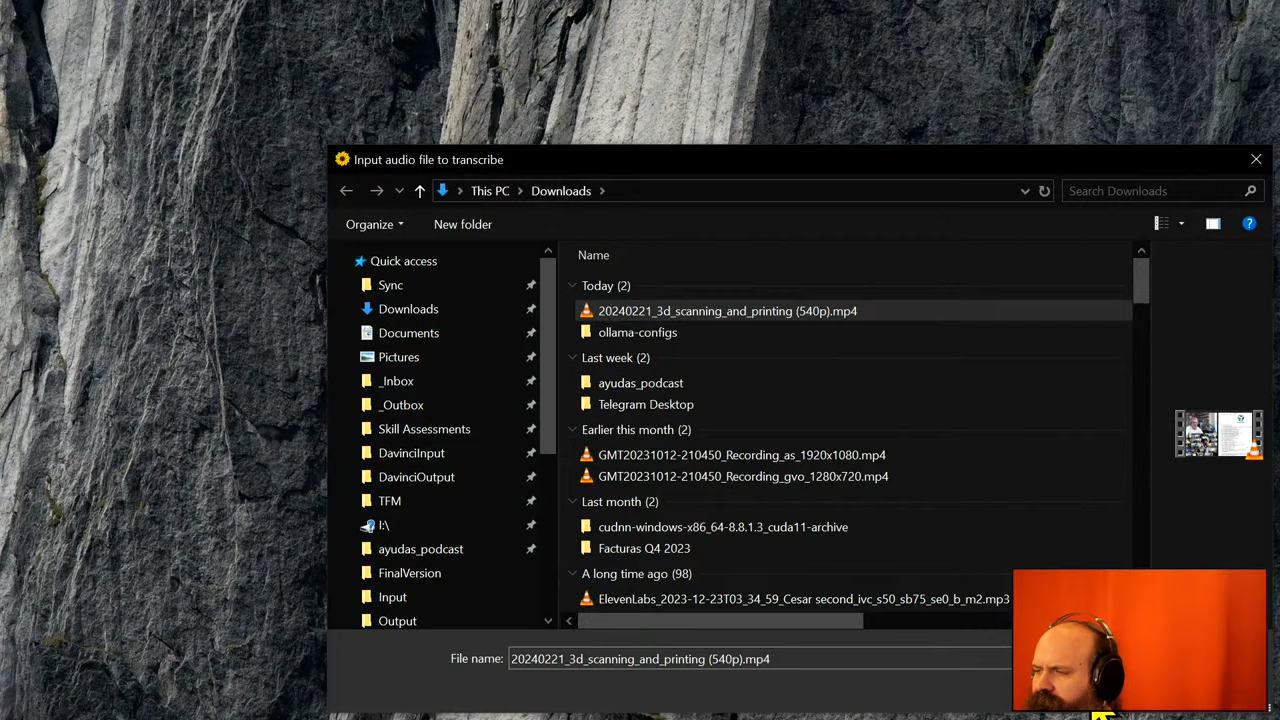 Input audio file to transcribe
This PC
Downloads
Search Downloads
Organize
New folder
Quick access
Sync
Downloads
Documents
Pictures
_Inbox
_Outbox
Skill Assessments
DavinciInput
DavinciOutput
TFM
I:\
ayudas_podcast
FinalVersion
Input
Output
Name
Today (2)
20240221_3d_scanning_and_printing (540p).mp4
ollama-configs
Last week (2)
ayudas_podcast
Telegram Desktop
Earlier this month (2)
GMT20231012-210450_Recording_as_1920x1080.mp4
GMT20231012-210450_Recording_gvo_1280x720.mp4
Last month (2)
cudnn-windows-x86_64-8.8.1.3_cuda11-archive
Facturas Q4 2023
A long time ago (98)
ElevenLabs_2023-12-23T03_34_59_Cesar second_ivc_s50_sb75_se0_b_m2.mp3
File name:
20240221_3d_scanning_and_printing (540p).mp4